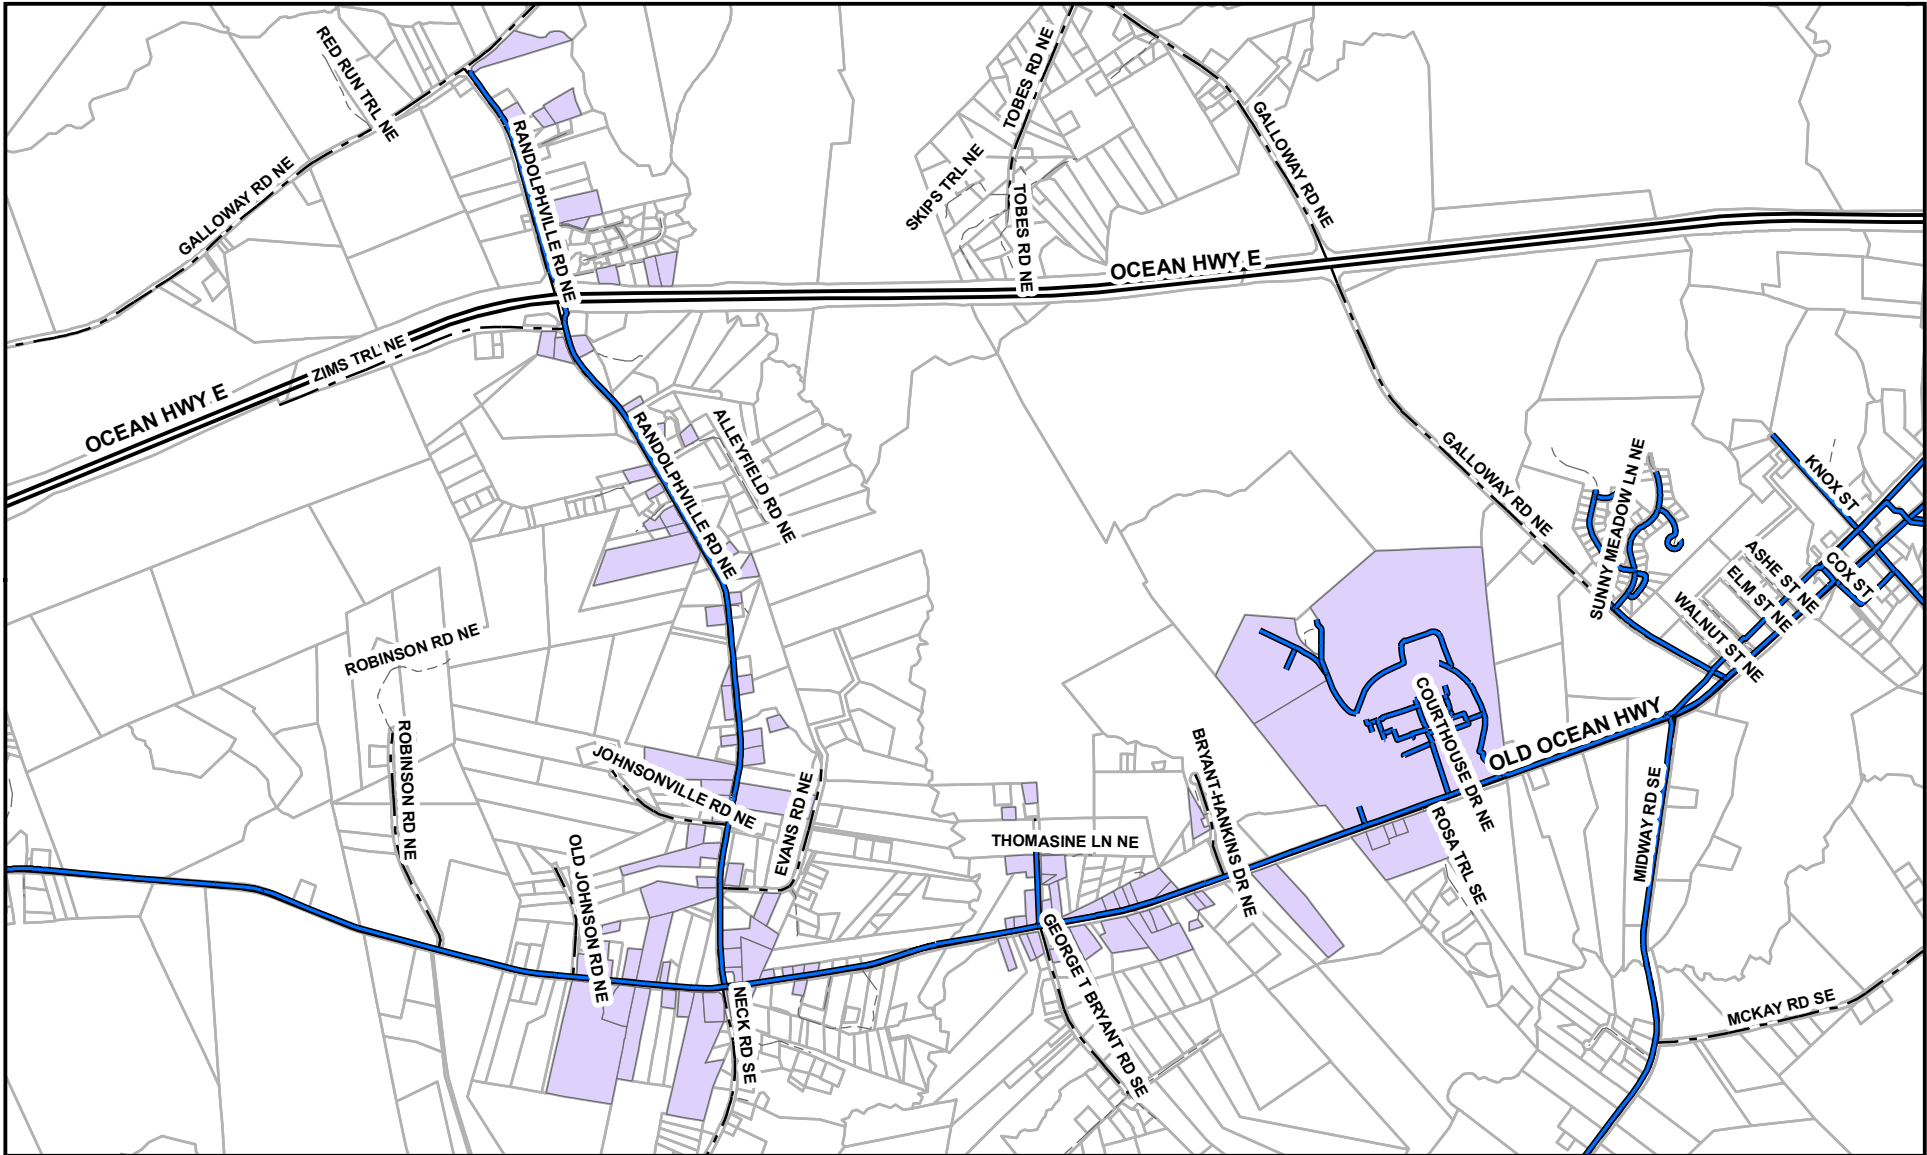 RED RUN TRL NE
TOBES RD NE
RANDOLPHVILLE RD NE
GALLOWAY RD NE
GALLOWAY RD NE
SKIPS TRL NE
TOBES RD NE
OCEAN HWY E
ZIMS TRL NE
OCEAN HWY E
RANDOLPHVILLE RD NE
ALLEYFIELD RD NE
GALLOWAY RD NE
SUNNY MEADOW LN NE
KNOX ST
ASHE ST NE
COX ST
ELM ST NE
WALNUT ST NE
ROBINSON RD NE
ROBINSON RD NE
JOHNSONVILLE RD NE
EVANS RD NE
BRYANT-HANKINS DR NE
COURTHOUSE DR NE
OLD OCEAN HWY
MIDWAY RD SE
OLD JOHNSON RD NE
THOMASINE LN NE
ROSA TRL SE
GEORGE T BRYANT RD SE
NECK RD SE
MCKAY RD SE